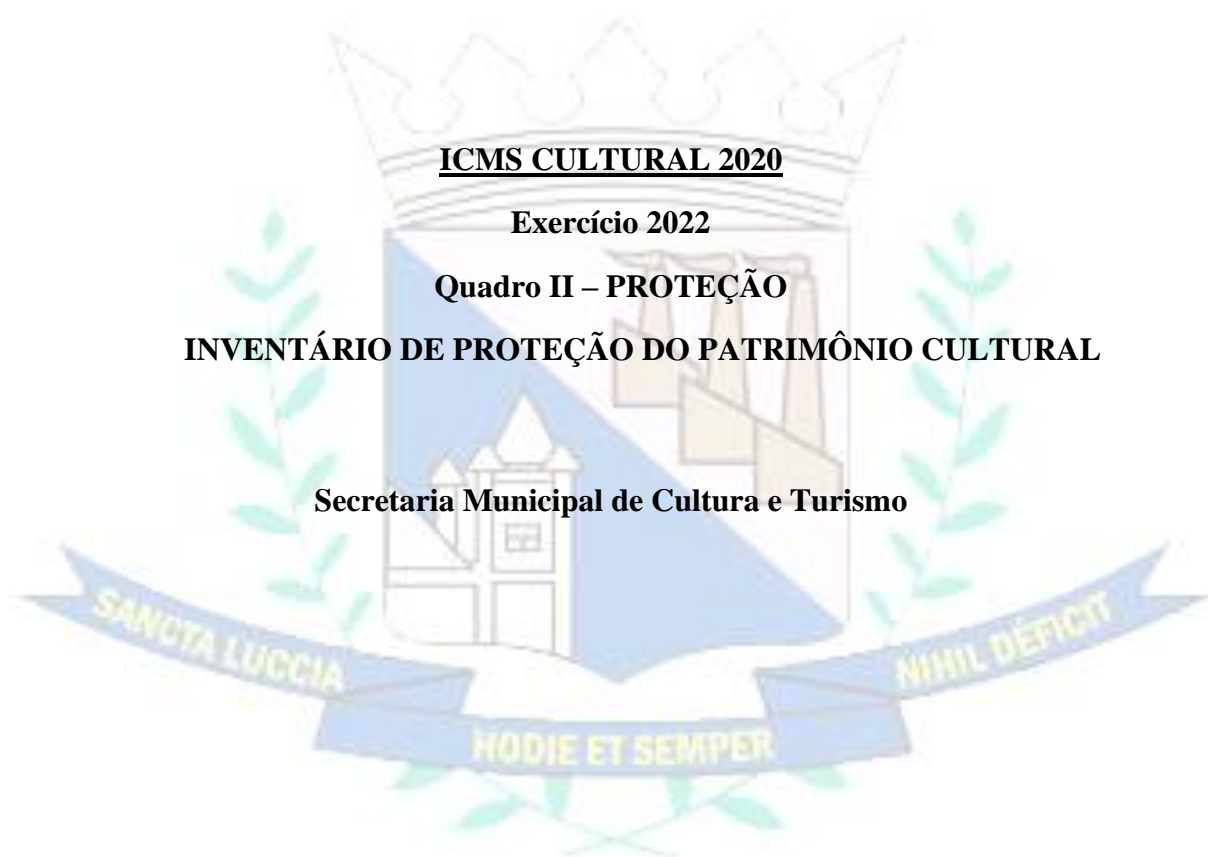 ICMS CULTURAL 2020
Exercício 2022
Quadro II – PROTEÇÃO
INVENTÁRIO DE PROTEÇÃO DO PATRIMÔNIO CULTURAL
Secretaria Municipal de Cultura e Turismo
SANCTA LUCCIA
NIHIL DÉFICIT
HODIE ET SEMPER